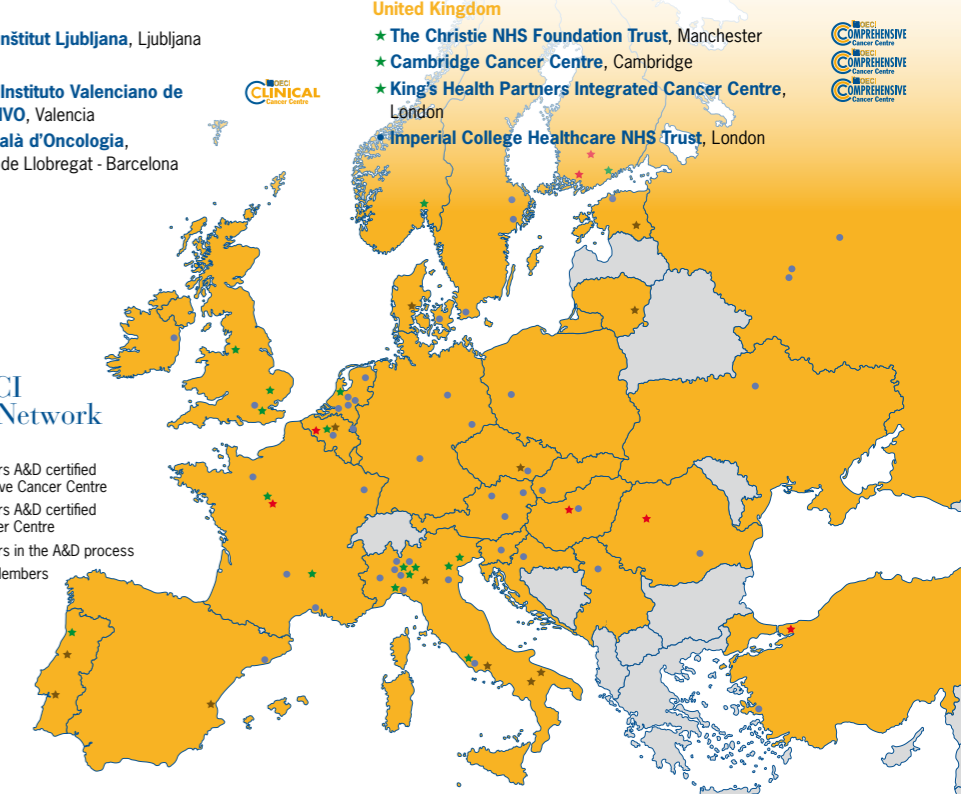 nštitut Ljubljana, Ljubljana
Instituto Valenciano de
IVO, Valencia
alà d'Oncologia,
de Llobregat - Barcelona
OECI
CLINICAL
Cancer Centre
United Kingdom
The Christie NHS Foundation Trust, Manchester
Cambridge Cancer Centre, Cambridge
King's Health Partners Integrated Cancer Centre,
London
Imperial College Healthcare NHS Trust, London
OECI
COMPREHENSIVE
Cancer Centre
OECI
COMPREHENSIVE
Cancer Centre
OECI
COMPREHENSIVE
Cancer Centre
CI
Network
rs A&D certified
ve Cancer Centre
rs A&D certified
er Centre
rs in the A&D process
Members